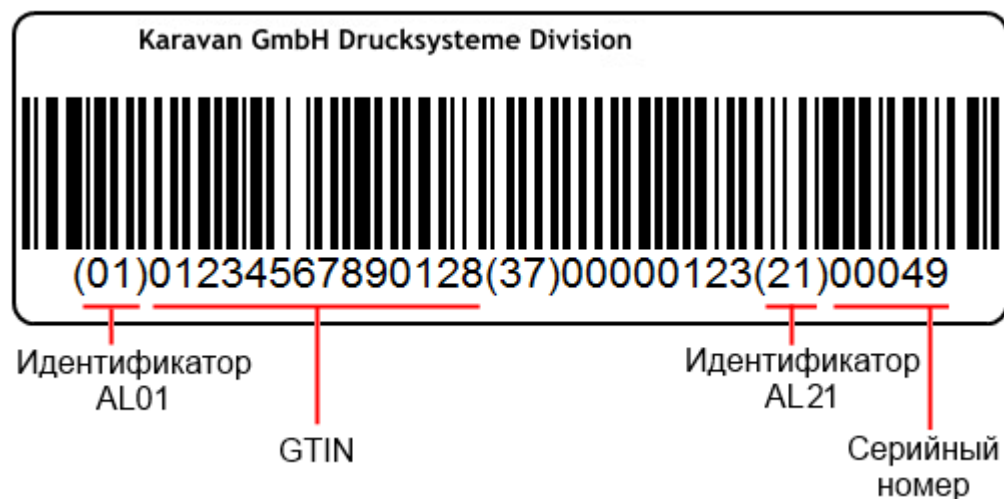 Karavan GmbH Drucksysteme Division
(01)01234567890128(37)00000123(21)00049
Идентификатор
AL01
GTIN
Идентификатор
AL21
Серийный
номер